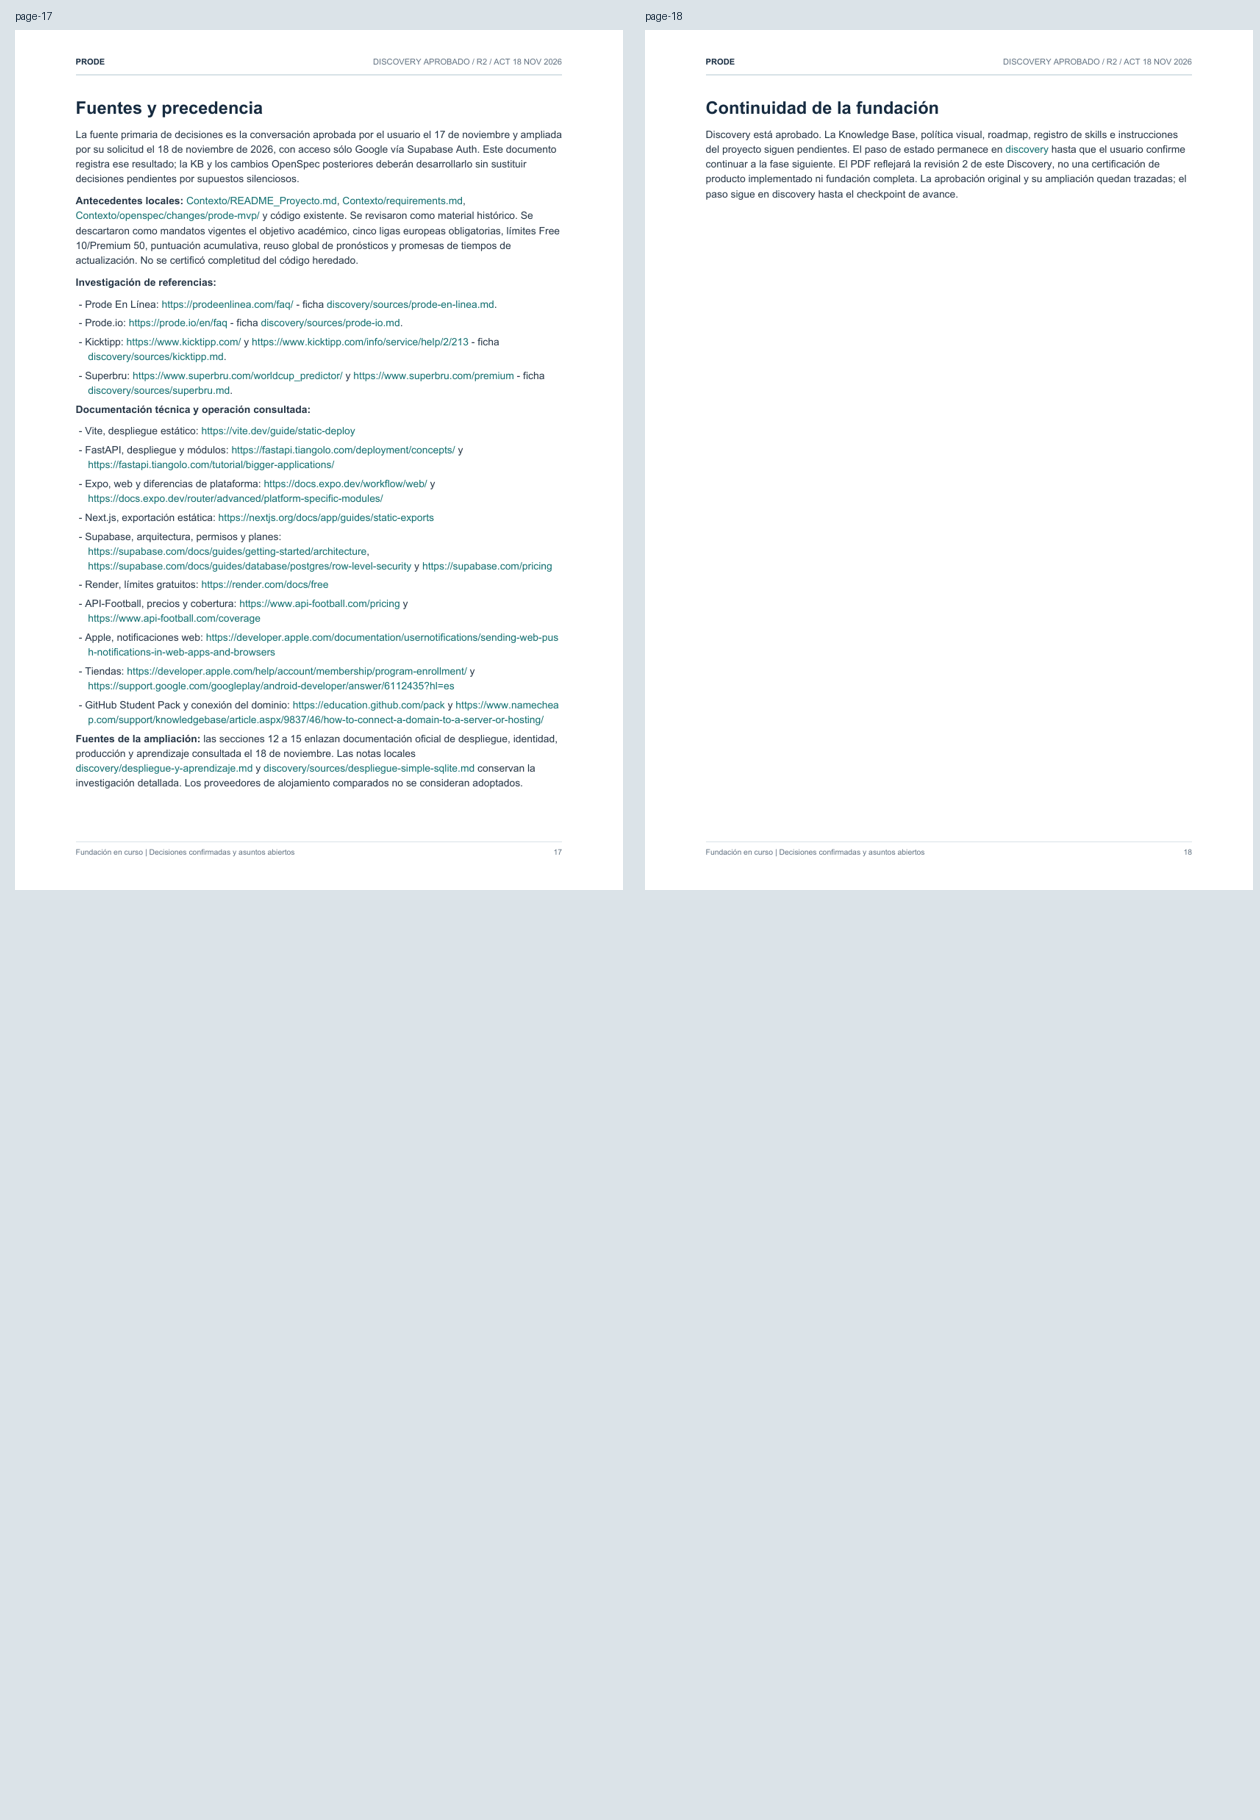 page-17
PRODE
DISCOVERY APROBADO / R2 / ACT 18 NOV 2026
Fuentes y precedencia
La fuente primaria de decisiones es la conversación aprobada por el usuario el 17 de noviembre y ampliada
por su solicitud el 18 de noviembre de 2026, con acceso sólo Google vía Supabase Auth. Este documento
registra ese resultado; la KB y los cambios OpenSpec posteriores deberán desarrollarlo sin sustituir
decisiones pendientes por supuestos silenciosos.
Antecedentes locales: Contexto/README_Proyecto.md, Contexto/requirements.md,
Contexto/openspec/changes/prode-mvp/ y código existente. Se revisaron como material histórico. Se
descartaron como mandatos vigentes el objetivo académico, cinco ligas europeas obligatorias, límites Free
10/Premium 50, puntuación acumulativa, reuso global de pronósticos y promesas de tiempos de
actualización. No se certificó completitud del código heredado.
Investigación de referencias:
- Prode En Línea: https://prodeenlinea.com/faq/ - ficha discovery/sources/prode-en-linea.md.
- Prode.io: https://prode.io/en/faq - ficha discovery/sources/prode-io.md.
- Kicktipp: https://www.kicktipp.com/ y https://www.kicktipp.com/info/service/help/2/213 - ficha
discovery/sources/kicktipp.md.
- Superbru: https://www.superbru.com/worldcup_predictor/ y https://www.superbru.com/premium - ficha
discovery/sources/superbru.md.
Documentación técnica y operación consultada:
- Vite, despliegue estático: https://vite.dev/guide/static-deploy
- FastAPI, despliegue y módulos: https://fastapi.tiangolo.com/deployment/concepts/ y
https://fastapi.tiangolo.com/tutorial/bigger-applications/
- Expo, web y diferencias de plataforma: https://docs.expo.dev/workflow/web/ y
https://docs.expo.dev/router/advanced/platform-specific-modules/
- Next.js, exportación estática: https://nextjs.org/docs/app/guides/static-exports
- Supabase, arquitectura, permisos y planes:
https://supabase.com/docs/guides/getting-started/architecture,
https://supabase.com/docs/guides/database/postgres/row-level-security y https://supabase.com/pricing
- Render, límites gratuitos: https://render.com/docs/free
- API-Football, precios y cobertura: https://www.api-football.com/pricing y
https://www.api-football.com/coverage
- Apple, notificaciones web: https://developer.apple.com/documentation/usernotifications/sending-web-pus
h-notifications-in-web-apps-and-browsers
- Tiendas: https://developer.apple.com/help/account/membership/program-enrollment/ y
https://support.google.com/googleplay/android-developer/answer/6112435?hl=es
- GitHub Student Pack y conexión del dominio: https://education.github.com/pack y https://www.namechea
p.com/support/knowledgebase/article.aspx/9837/46/how-to-connect-a-domain-to-a-server-or-hosting/
Fuentes de la ampliación: las secciones 12 a 15 enlazan documentación oficial de despliegue, identidad,
producción y aprendizaje consultada el 18 de noviembre. Las notas locales
discovery/despliegue-y-aprendizaje.md y discovery/sources/despliegue-simple-sqlite.md conservan la
investigación detallada. Los proveedores de alojamiento comparados no se consideran adoptados.
Fundación en curso | Decisiones confirmadas y asuntos abiertos
17
page-18
PRODE
DISCOVERY APROBADO / R2 / ACT 18 NOV 2026
Continuidad de la fundación
Discovery está aprobado. La Knowledge Base, política visual, roadmap, registro de skills e instrucciones
del proyecto siguen pendientes. El paso de estado permanece en discovery hasta que el usuario confirme
continuar a la fase siguiente. El PDF reflejará la revisión 2 de este Discovery, no una certificación de
producto implementado ni fundación completa. La aprobación original y su ampliación quedan trazadas; el
paso sigue en discovery hasta el checkpoint de avance.
Fundación en curso | Decisiones confirmadas y asuntos abiertos
18